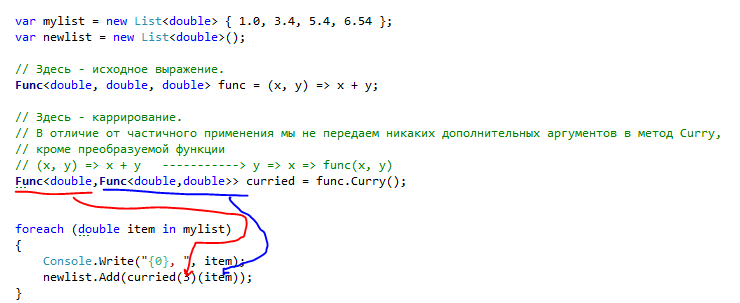 var mylist = new List<double> { 1.0, 3.4, 5.4, 6.54 };
var newlist = new List<double>();
// Здесь - исходное выражение.
Func<double, double, double> func = (x, y) => x + y;
// Здесь - каррирование.
// В отличие от частичного применения мы не передаем никаких дополнительных аргументов в метод Curry,
// кроме преобразуемой функции
// (x, y) => x + y   -----------> y => x => func(x, y)
Func<double,Func<double,double>> curried = func.Curry();
foreach (double item in mylist)
{
Console.Write("{0}, ", item);
newlist.Add(curried(3)(item));
}